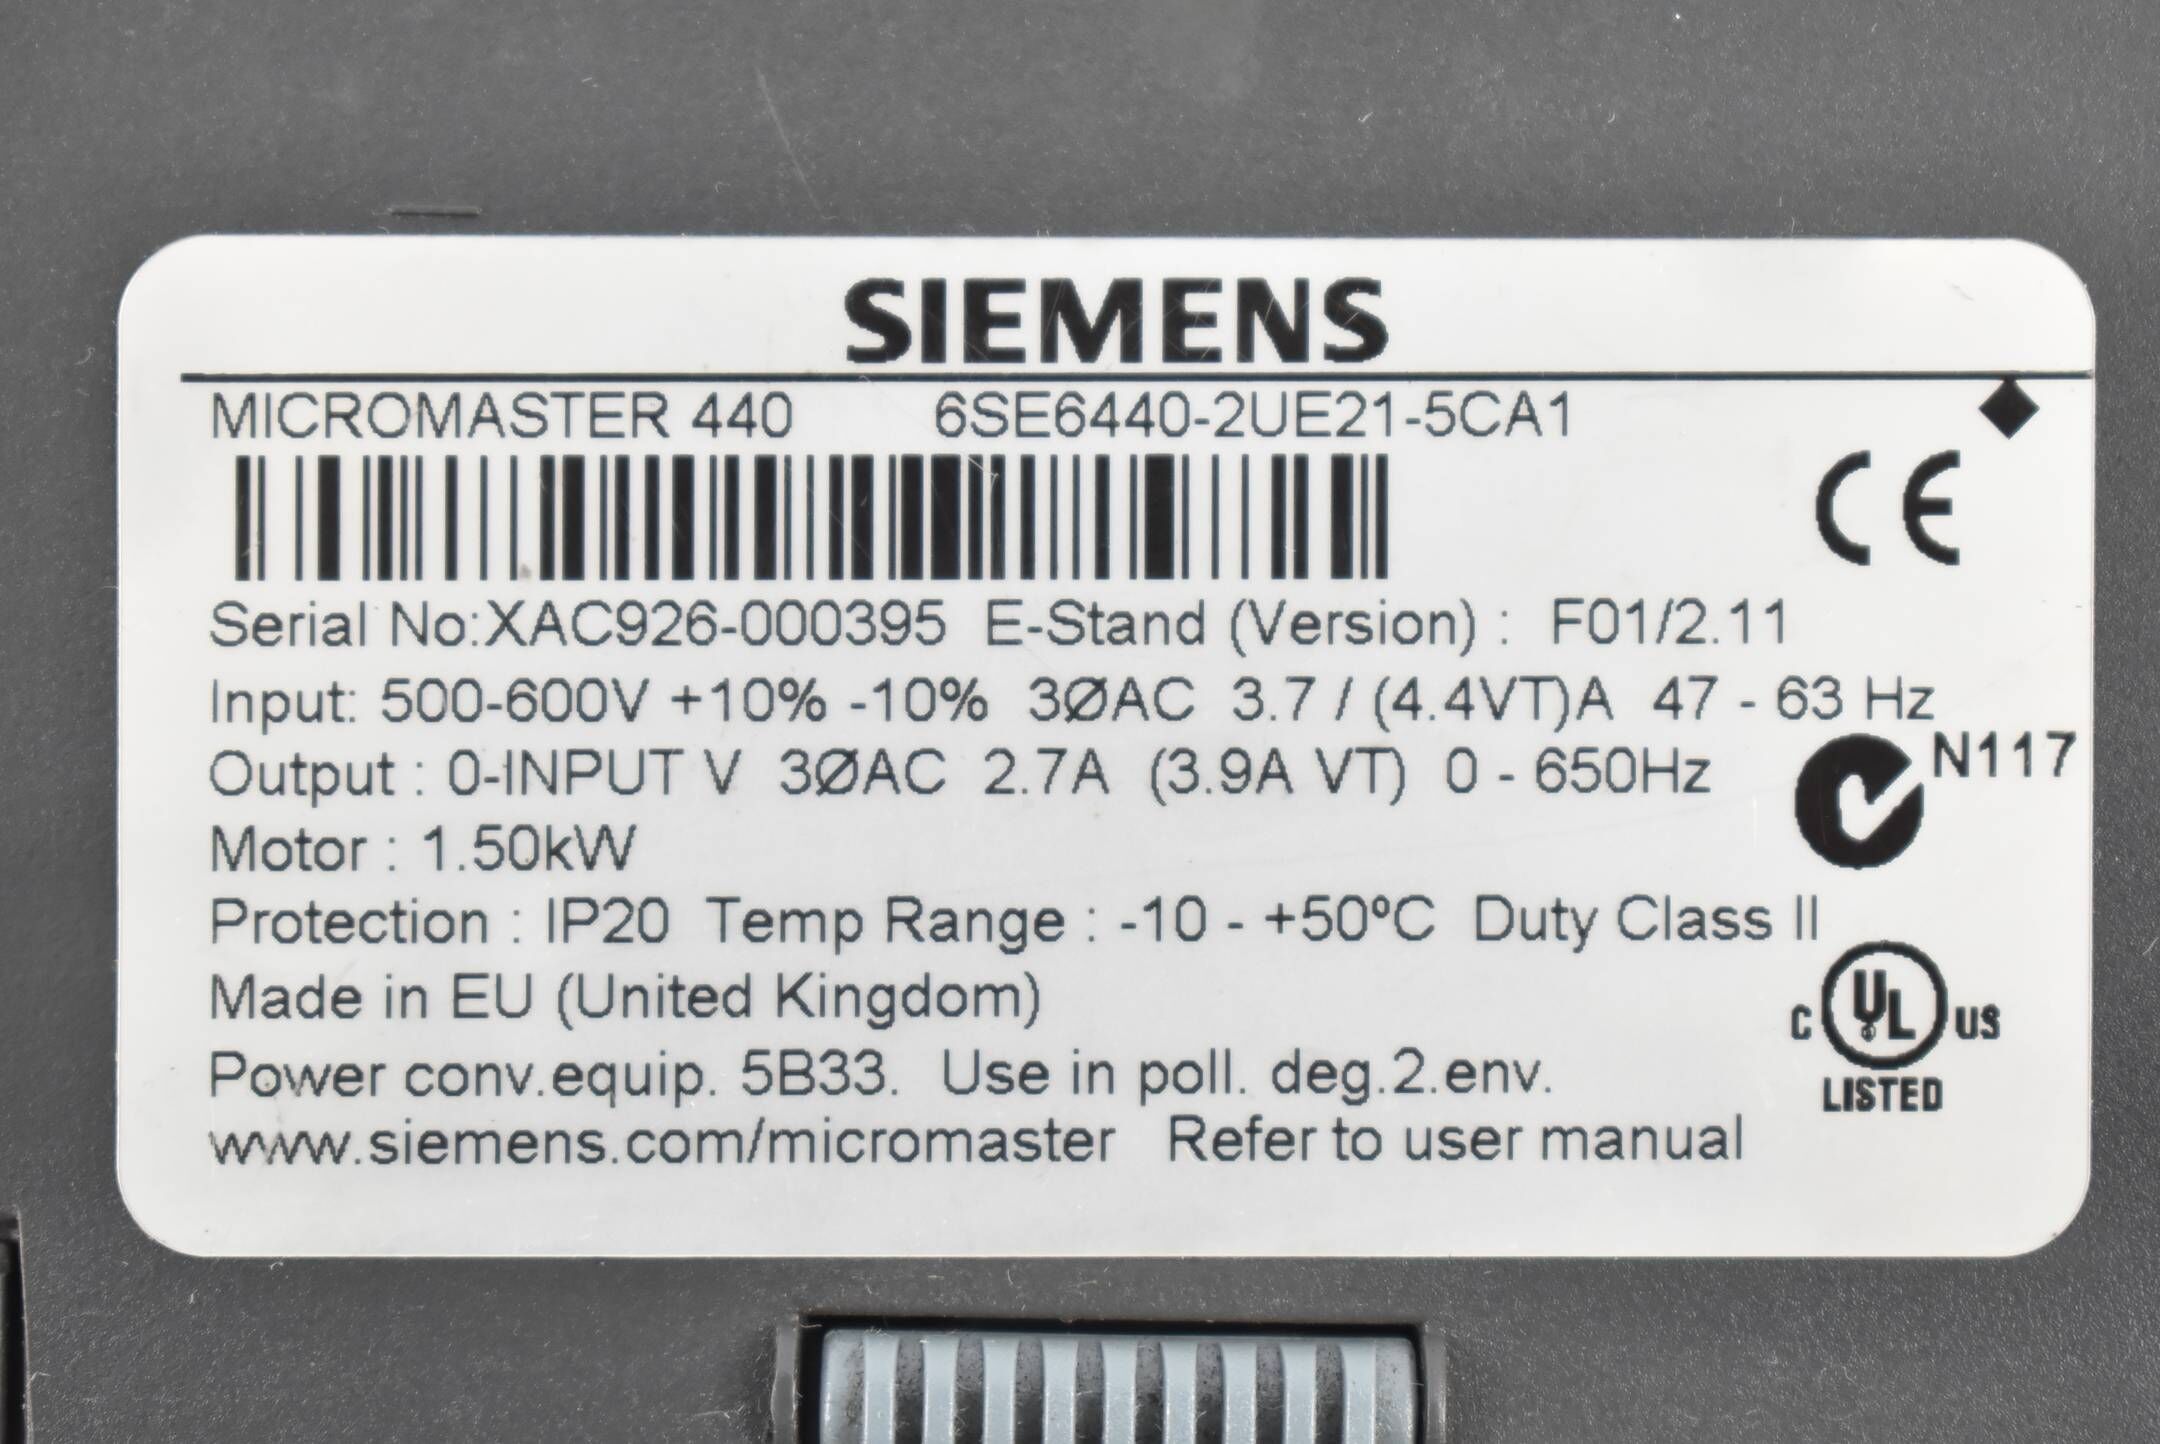 SIEMENS
MICROMASTER 440 6SE6440-2UE21-5CA1
CE
Serial No:XAC926-000395 E-Stand (Version) : F01/2.11
Input: 500-600V +10% -10% 3ØAC 3.7 / (4.4VT)A 47 - 63 Hz
N117
Output : 0-INPUT V 3ØAC 2.7A (3.9A VT) 0 - 650Hz
Motor : 1.50kW
Protection : IP20 Temp Range : -10 - +50ºC Duty Class II
Made in EU (United Kingdom)
C UL US
LISTED
Power conv.equip. 5B33. Use in poll. deg.2.env.
www.siemens.com/micromaster Refer to user manual